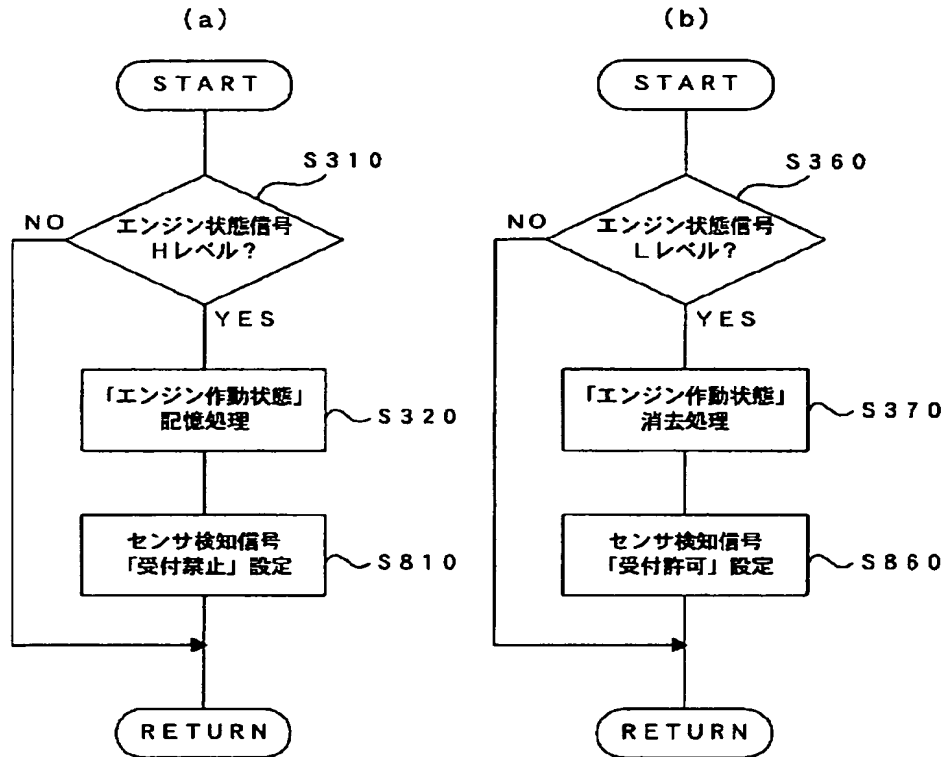 (a)
START
S310
NO
エンジン状態信号
Hレベル？
YES
「エンジン作動状態」
記憶処理
S320
センサ検知信号
「受付禁止」設定
S810
RETURN
(b)
START
S360
NO
エンジン状態信号
Lレベル？
YES
「エンジン作動状態」
消去処理
S370
センサ検知信号
「受付許可」設定
S860
RETURN